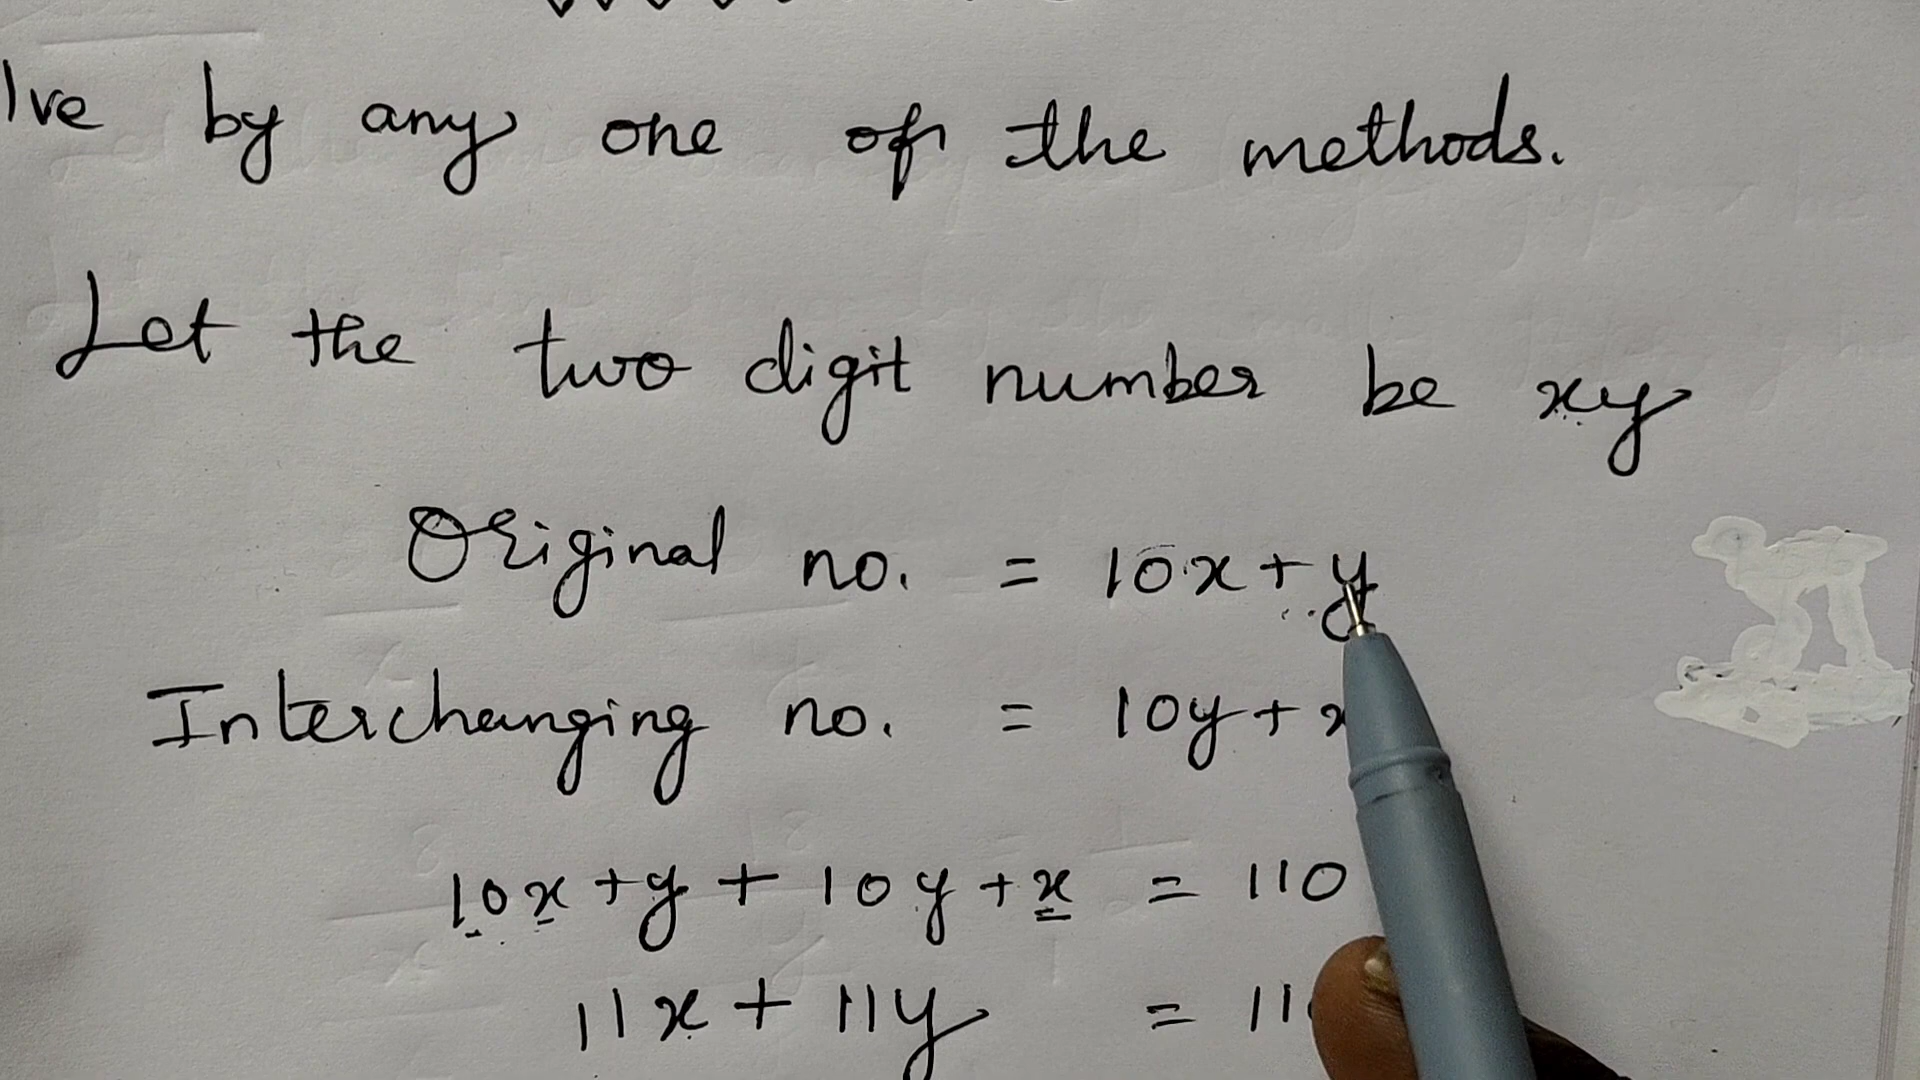 lve by any one of the methods.
Let the two digit number be xy
Original no. = 10x+y
Interchanging no. = 10y+x
10x+y+10y+x = 110
11x+11y = 11